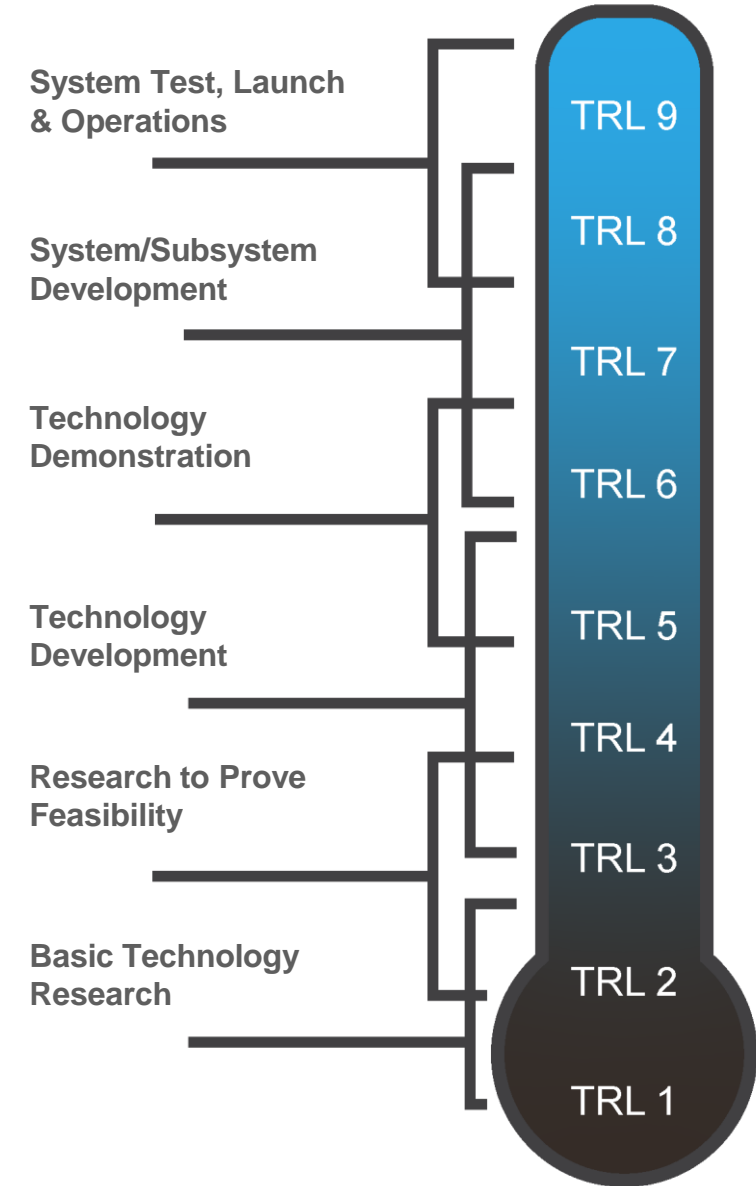 System Test, Launch
& Operations
System/Subsystem
Development
Technology
Demonstration
Technology
Development
Research to Prove
Feasibility
Basic Technology
Research
TRL 9
TRL 8
TRL 7
TRL 6
TRL 5
TRL 4
TRL 3
TRL 2
TRL 1